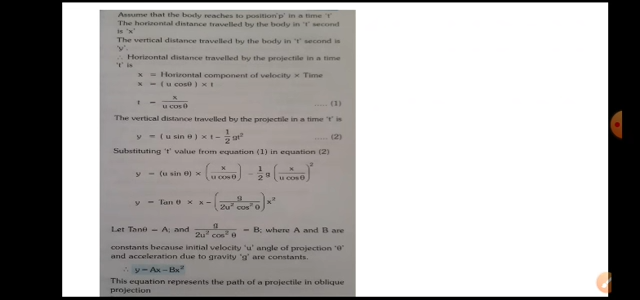 Assume that the body reaches to position'p' in a time 't'
The horizontal distance travelled by the body in 't' second
is 'x'
The vertical distance travelled by the body in 't' second is
'y'.
∴ Horizontal distance travelled by the projectile in a time
't' is
x = Horizontal component of velocity × Time
x = ( u cosθ ) × t
t = x / u cosθ ..... (1)
The vertical distance travelled by the projectile in time 't' is
y = ( u sin θ ) × t − 1/2 gt² ..... (2)
Substituting 't' value from equation (1) in equation (2)
y = (u sin θ) × (x / u cosθ) − 1/2 g (x / u cosθ)²
y = Tan θ × x − (g / 2u² cos² θ) x²
Let Tanθ = A; and g / 2u² cos² θ = B; where A and B are
constants because initial velocity 'u' angle of projection 'θ'
and acceleration due to gravity 'g' are constants.
∴ y = Ax − Bx²
This equation represents the path of a projectile in oblique
projection